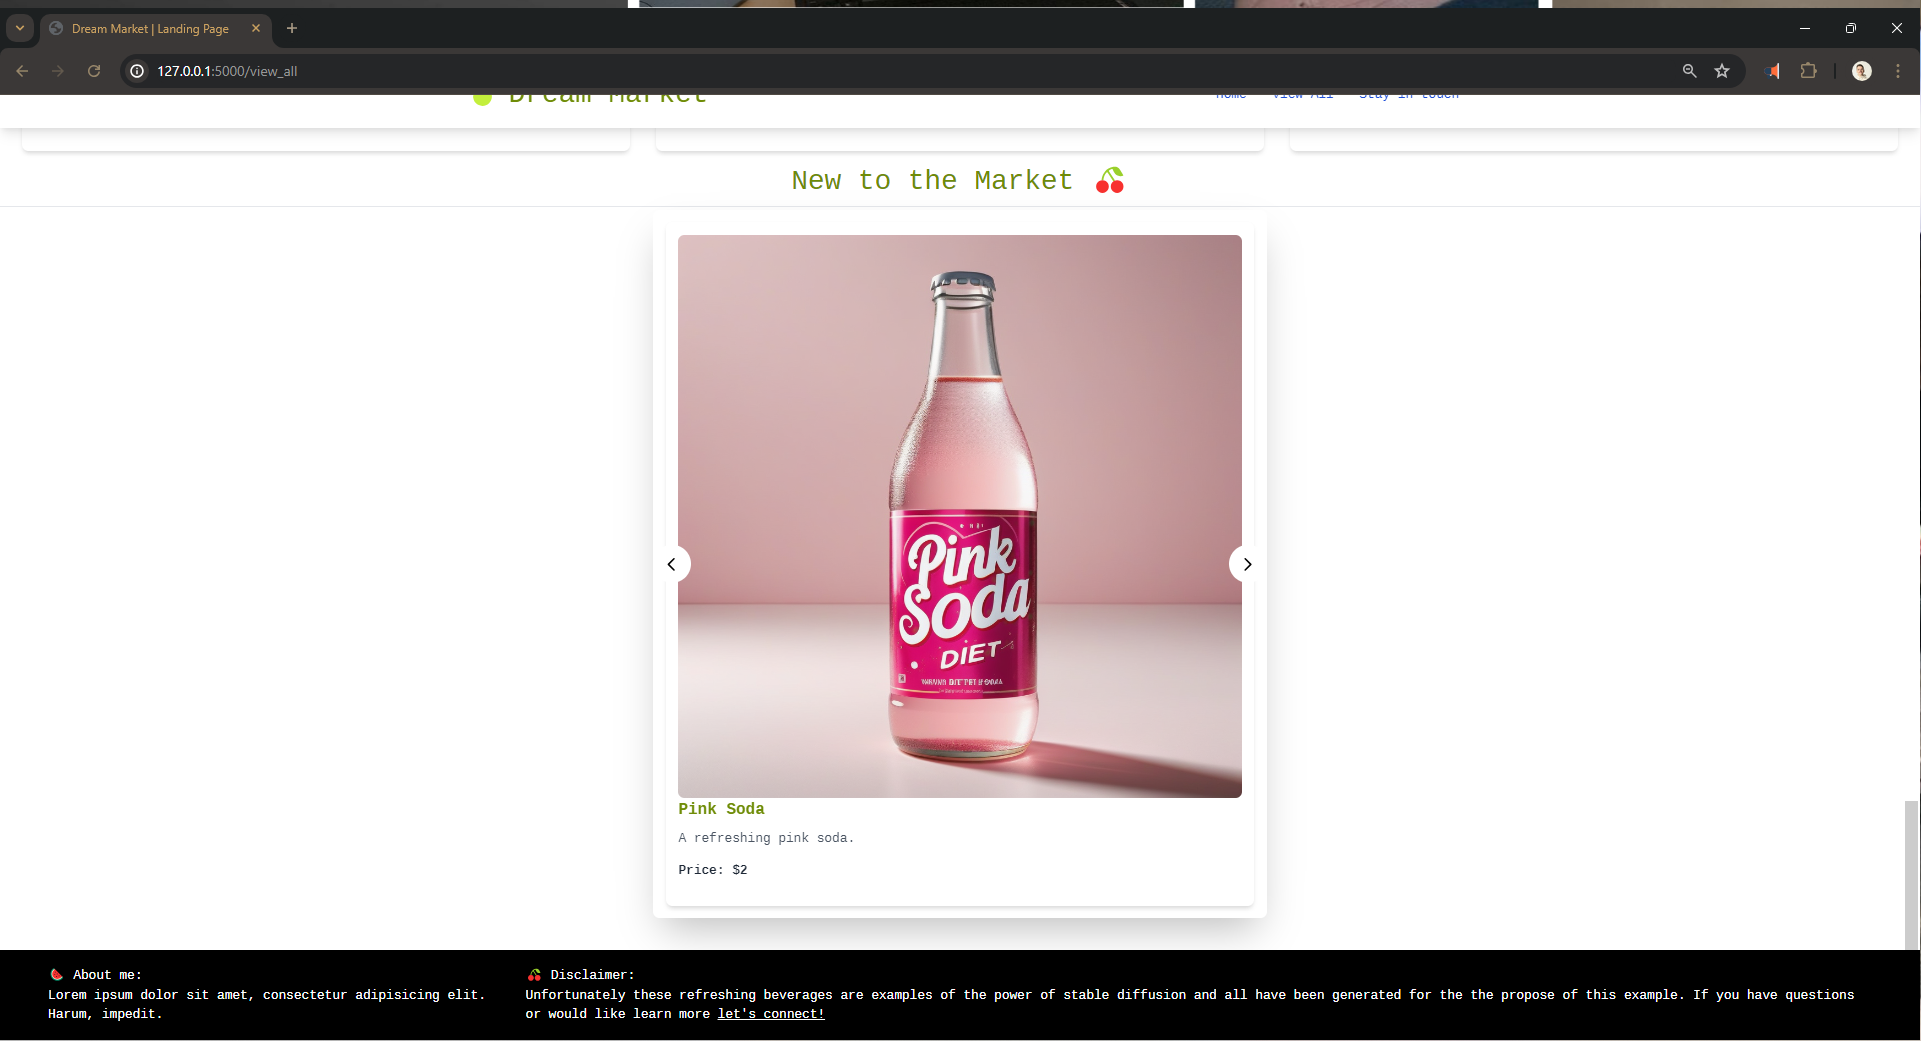 Dream Market | Landing Page
127.0.0.1:5000/view_all
Dream Market
Home View All Stay in touch
New to the Market
Pink
Soda
DIET
Pink Soda
A refreshing pink soda.
Price: $2
About me:
Lorem ipsum dolor sit amet, consectetur adipisicing elit.
Harum, impedit.
Disclaimer:
Unfortunately these refreshing beverages are examples of the power of stable diffusion and all have been generated for the the propose of this example. If you have questions
or would like learn more let's connect!